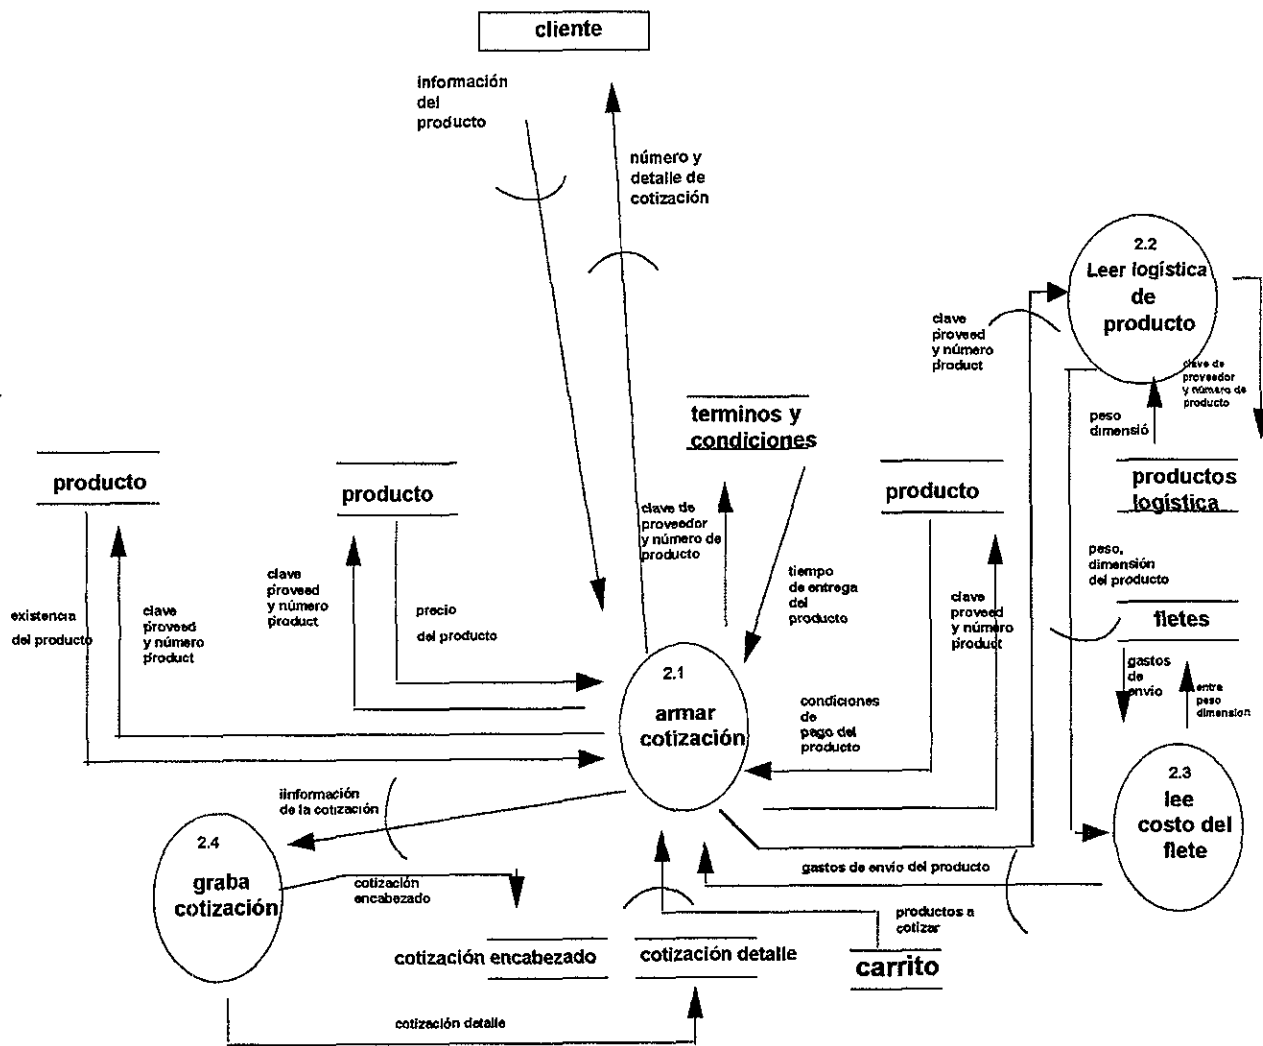 cliente
información
del
producto
número y
detalle de
cotización
2.2
Leer logística
de
producto
clave
proveed
y número
product
clave de
proveedor
y número de
producto
peso
dimensió
terminos y
condiciones
producto
producto
producto
productos
logística
clave de
proveedor
y número de
producto
tiempo
de entrega
del
producto
peso,
dimensión
del producto
existencia
del producto
clave
proveed
y número
product
clave
proveed
y número
product
precio
del producto
clave
proveed
y número
product
fletes
gastos
de
envio
entre
peso
dimension
2.1
armar
cotización
condiciones
de
pago del
producto
2.3
lee
costo del
flete
iinformación
de la cotización
2.4
graba
cotización
cotización
encabezado
gastos de envio del producto
productos a
cotizar
cotización encabezado
cotización detalle
carrito
cotización detalle